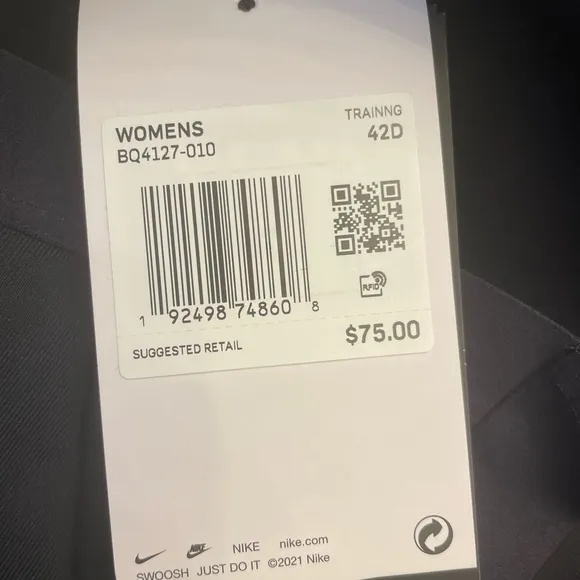 WOMENS
BQ4127-010
TRAINNG
42D
1 92498 74860 8
RFID
SUGGESTED RETAIL
$75.00
NIKE NIKE nike.com
SWOOSH JUST DO IT ©2021 Nike